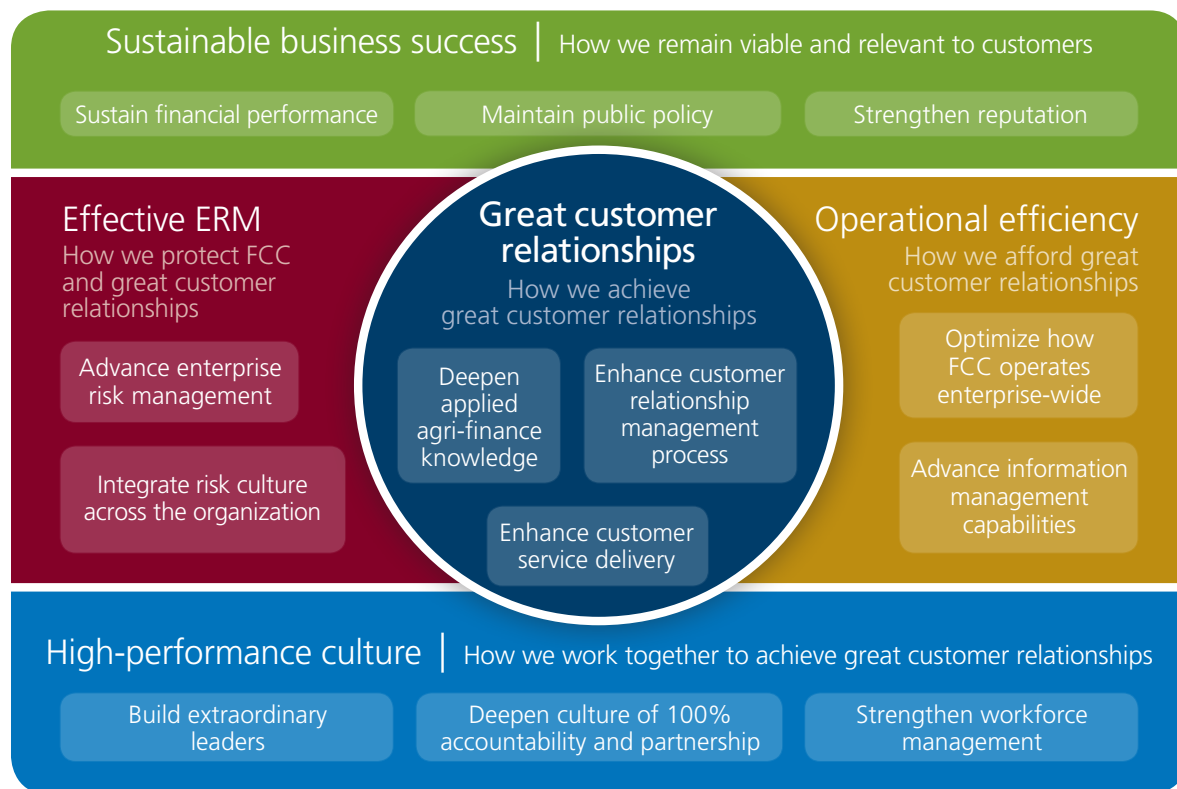 Sustainable business success | How we remain viable and relevant to customers
Sustain financial performance
Maintain public policy
Strengthen reputation
Effective ERM
How we protect FCC
and great customer
relationships
Advance enterprise
risk management
Integrate risk culture
across the organization
Great customer
relationships
How we achieve
great customer relationships
Deepen
applied
agri-finance
knowledge
Enhance customer
relationship
management
process
Enhance customer
service delivery
Operational efficiency
How we afford great
customer relationships
Optimize how
FCC operates
enterprise-wide
Advance information
management
capabilities
High-performance culture | How we work together to achieve great customer relationships
Build extraordinary
leaders
Deepen culture of 100%
accountability and partnership
Strengthen workforce
management